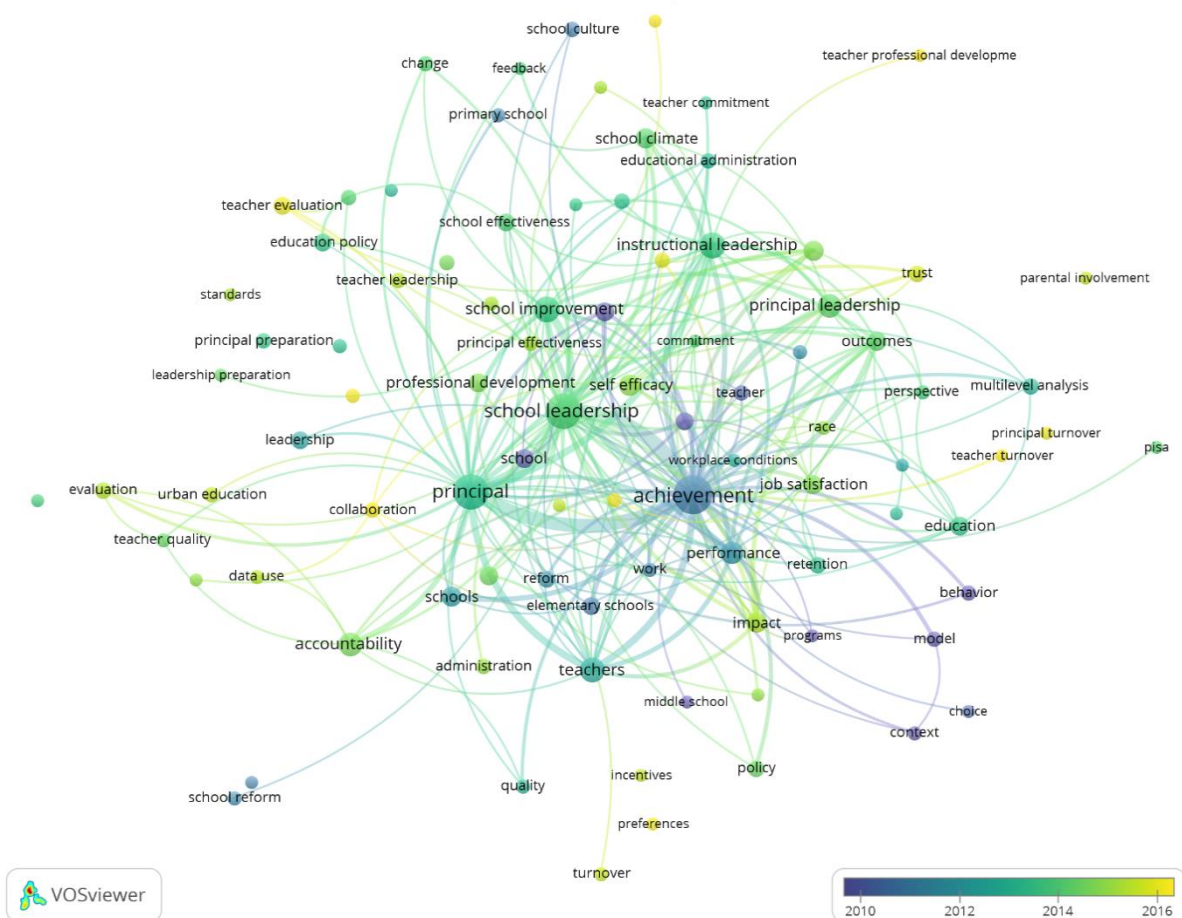 school culture
teacher professional developme
change
feedback
teacher commitment
primary school
school climate
educational administration
teacher evaluation
school effectiveness
education policy
instructional leadership
trust
parental involvement
teacher leadership
standards
school improvement
principal leadership
principal preparation
principal effectiveness
commitment
outcomes
leadership preparation
professional development
self efficacy
teacher
perspective
multilevel analysis
school leadership
race
leadership
principal turnover
pisa
school
workplace conditions
teacher turnover
evaluation
urban education
principal
achievement
job satisfaction
collaboration
education
teacher quality
performance
retention
data use
reform
work
schools
elementary schools
behavior
impact
programs
model
accountability
administration
teachers
middle school
choice
context
policy
incentives
quality
school reform
preferences
turnover
VOSviewer
2010 2012 2014 2016